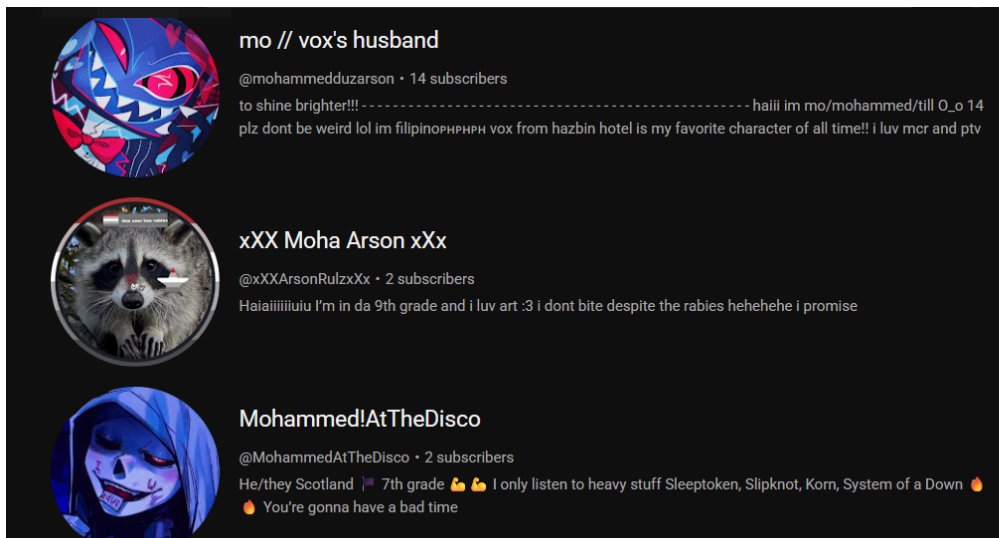 mo // vox's husband
@mohammedduzarson • 14 subscribers
to shine brighter!!! - - - - - - - - - - - - - - - - - - - - - - - - - - - - - - - - - - - - - - - - - - - - - - - - - - haiii im mo/mohammed/till O_o 14
plz dont be weird lol im filipinoᴘʜᴘʜᴘʜ vox from hazbin hotel is my favorite character of all time!! i luv mcr and ptv
xXX Moha Arson xXx
@xXXArsonRulzxXx • 2 subscribers
Haiaiiiiiiuiu I'm in da 9th grade and i luv art :3 i dont bite despite the rabies hehehehe i promise
Mohammed!AtTheDisco
@MohammedAtTheDisco • 2 subscribers
He/they Scotland 🏴 7th grade 💪 💪 I only listen to heavy stuff Sleeptoken, Slipknot, Korn, System of a Down 🔥
🔥 You're gonna have a bad time